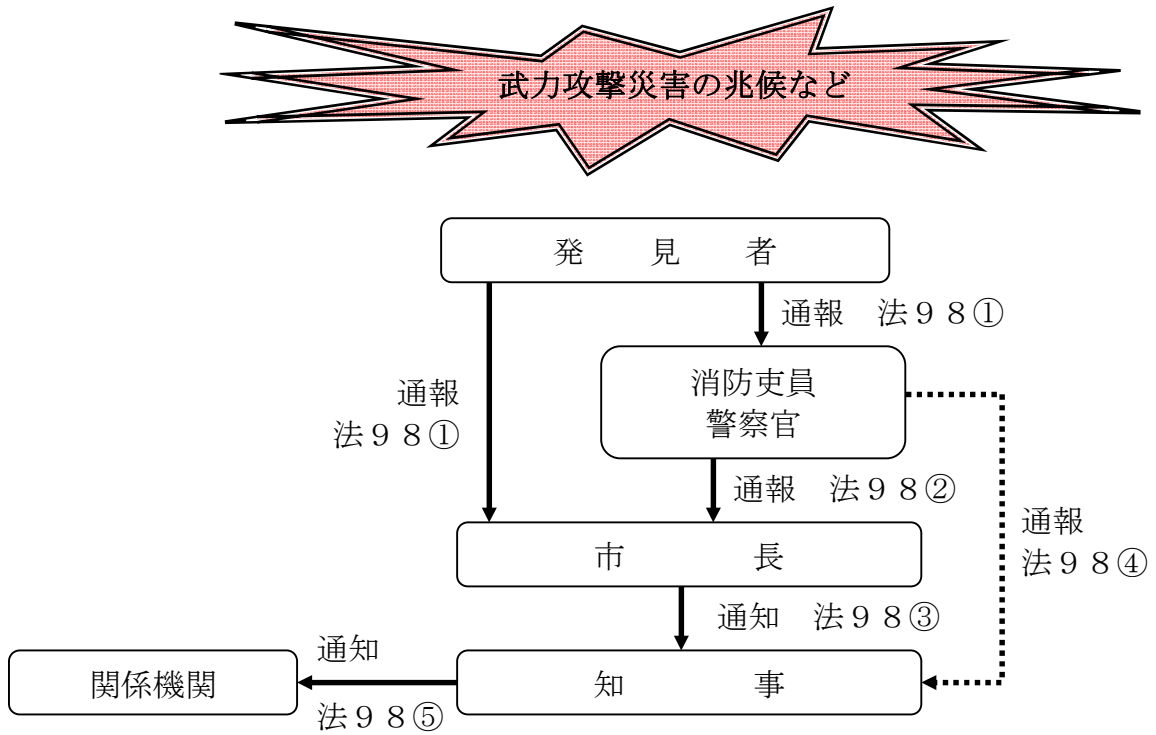 武力攻撃災害の兆候など
発見者
通報 法９８①
通報
法９８①
消防吏員
警察官
通報 法９８②
通報
法９８④
市長
通知 法９８③
通知
法９８⑤
関係機関
知事